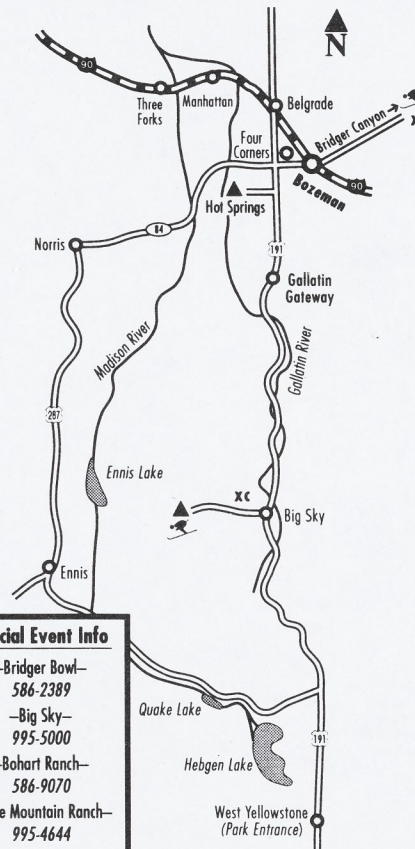 N
90
Three
Forks
Manhattan
Belgrade
Bridger Canyon
Four
Corners
Bozeman
90
Hot Springs
84
Norris
191
Gallatin
Gateway
Madison River
Gallatin River
287
Ennis Lake
XC
Big Sky
Ennis
cial Event Info
–Bridger Bowl–
586-2389
–Big Sky–
995-5000
Bohart Ranch–
586-9070
e Mountain Ranch–
995-4644
Quake Lake
Hebgen Lake
191
West Yellowstone
(Park Entrance)